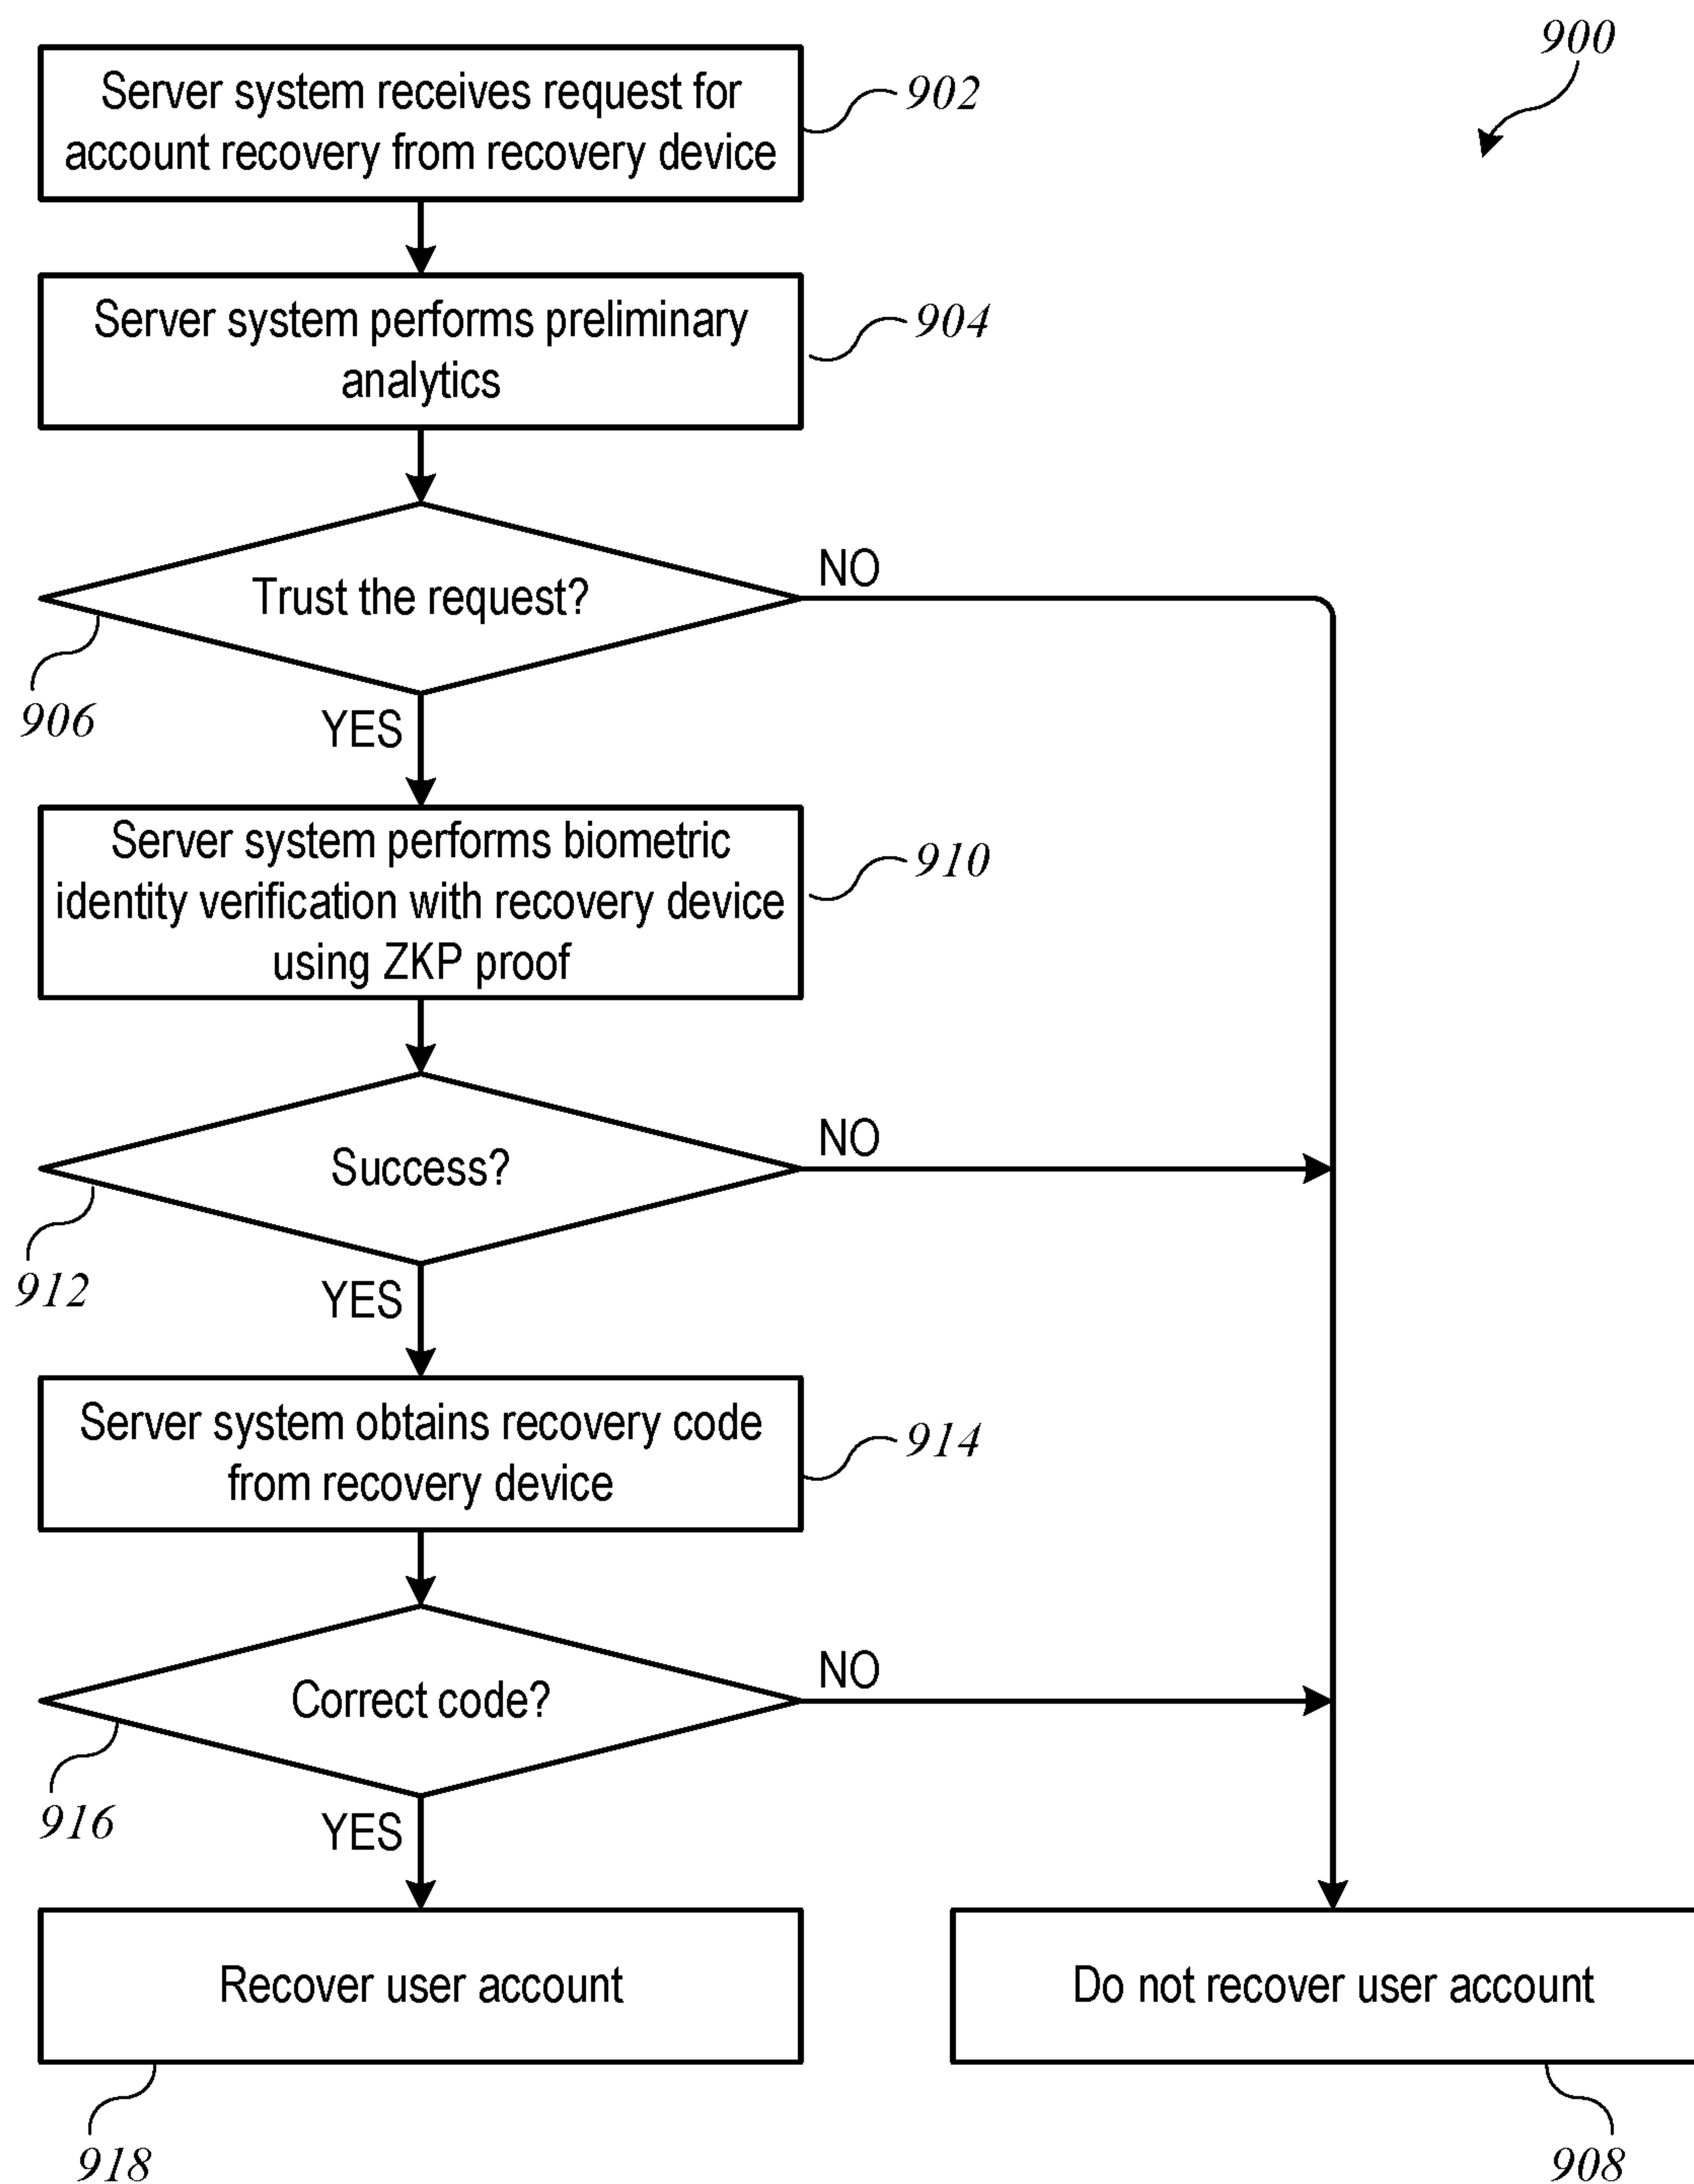 900
Server system receives request for
account recovery from recovery device
902
Server system performs preliminary
analytics
904
Trust the request?
NO
906
YES
Server system performs biometric
identity verification with recovery device
using ZKP proof
910
Success?
NO
912
YES
Server system obtains recovery code
from recovery device
914
Correct code?
NO
916
YES
Recover user account
Do not recover user account
918
908